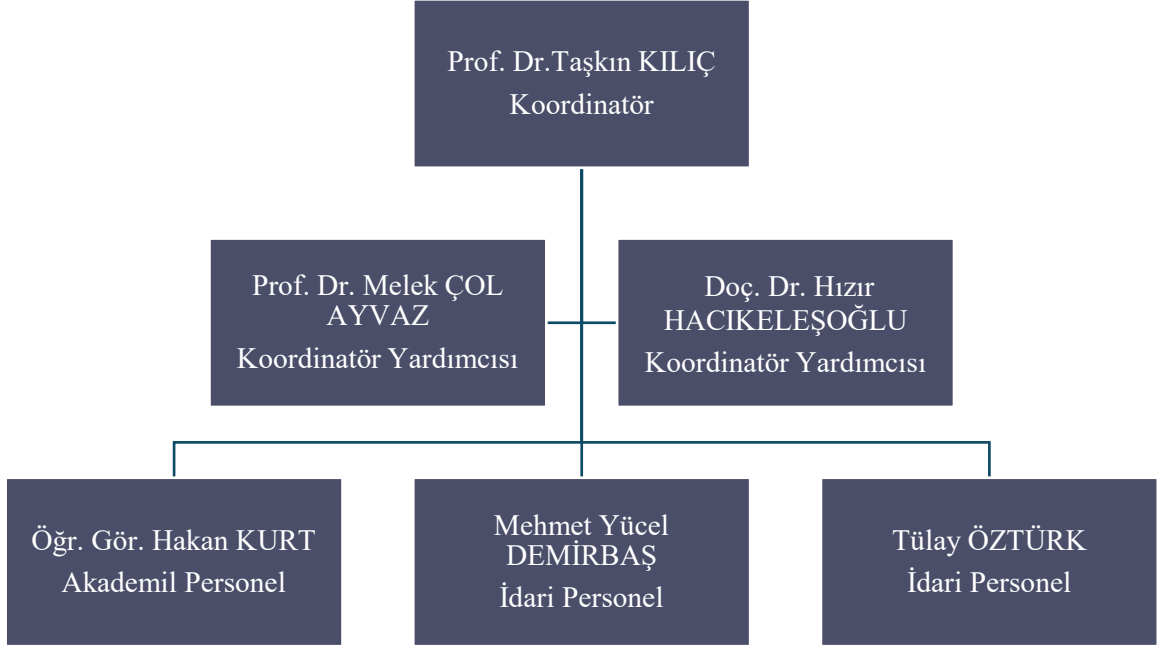 Prof. Dr.Taşkın KILIÇ
Koordinatör
Prof. Dr. Melek ÇOL
AYVAZ
Koordinatör Yardımcısı
Doç. Dr. Hızır
HACIKELEŞOĞLU
Koordinatör Yardımcısı
Öğr. Gör. Hakan KURT
Akademil Personel
Mehmet Yücel
DEMİRBAŞ
İdari Personel
Tülay ÖZTÜRK
İdari Personel